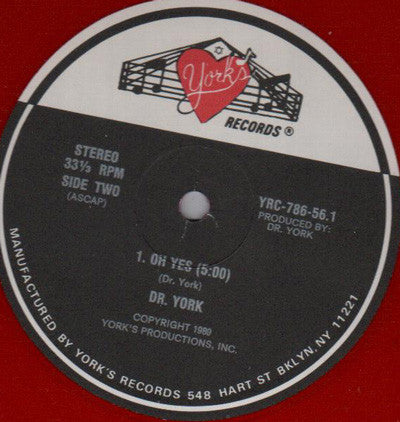 York's
RECORDS®
STEREO
33⅓ RPM
SIDE TWO
(ASCAP)
YRC-786-56.1
PRODUCED BY:
DR. YORK
1. OH YES (5:00)
(Dr. York)
DR. YORK
COPYRIGHT 1980
YORK'S PRODUCTIONS, INC.
MANUFACTURED BY YORK'S RECORDS 548 HART ST BKLYN, NY 11221